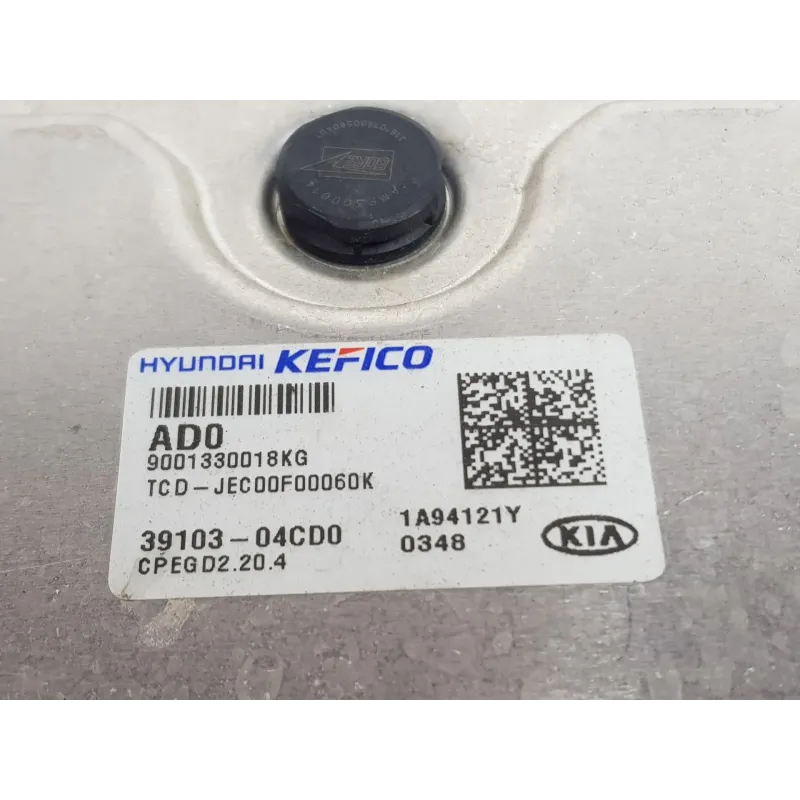 HYUNDAI KEFICO
AD0
9001330018KG
TCD-JEC00F00060K
39103-04CD0
CPEGD2.20.4
1A94121Y
0348
KIA